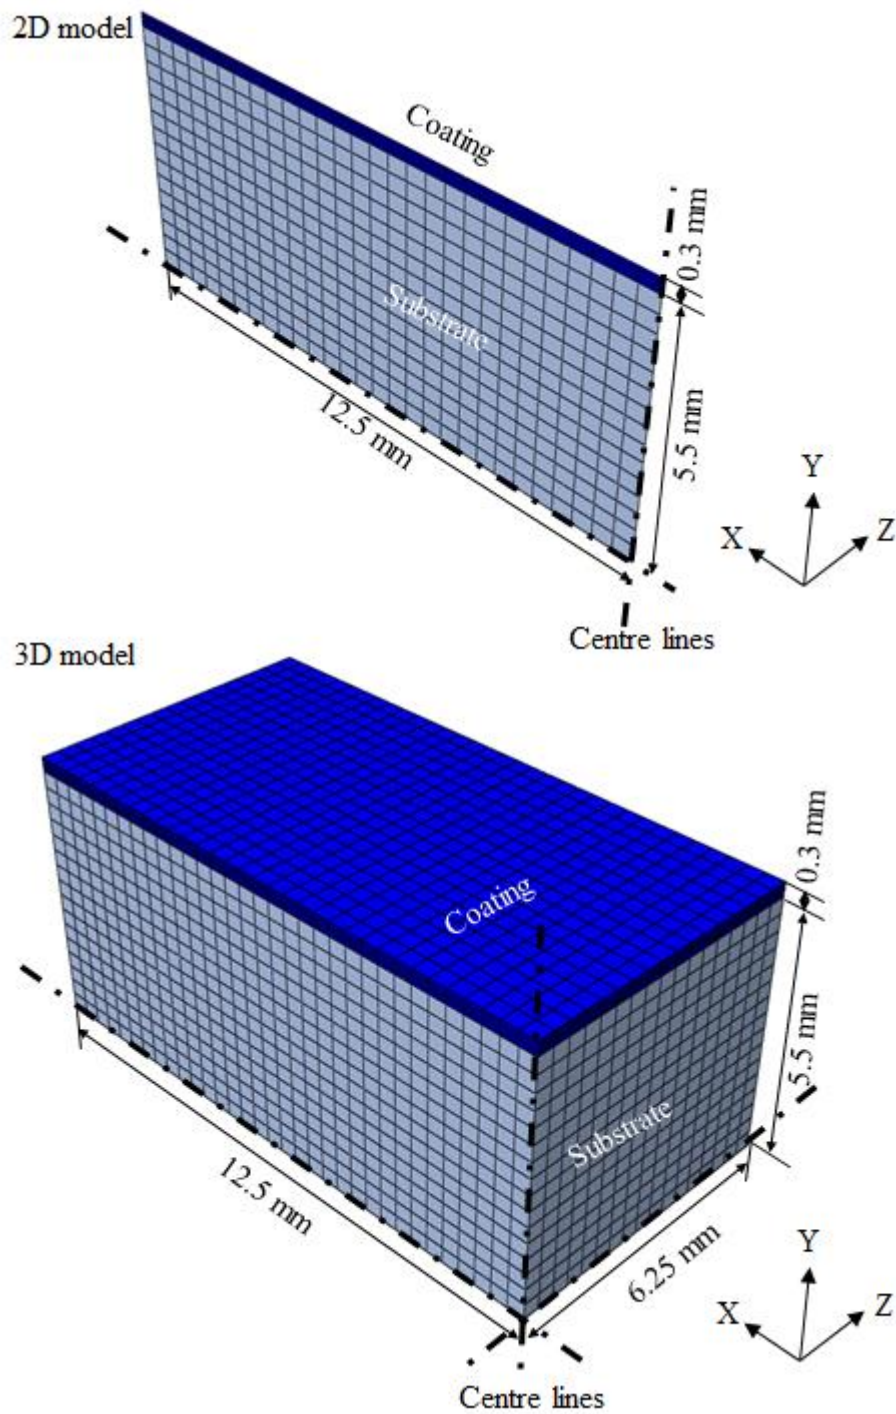 2D model
Coating
0.3 mm
Substrate
12.5 mm
5.5 mm
Y
X
Z
Centre lines
3D model
0.3 mm
Coating
5.5 mm
Substrate
12.5 mm
6.25 mm
Y
X
Z
Centre lines